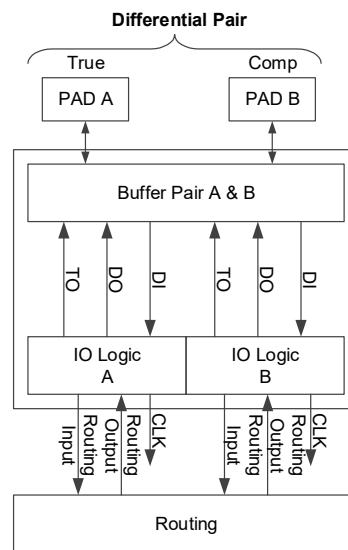 Differential Pair
True
Comp
PAD A
PAD B
Buffer Pair A & B
TO
DO
DI
TO
DO
DI
IO Logic
A
IO Logic
B
Routing
Input
Routing
Output
CLK
Routing
Input
Routing
Output
CLK
Routing